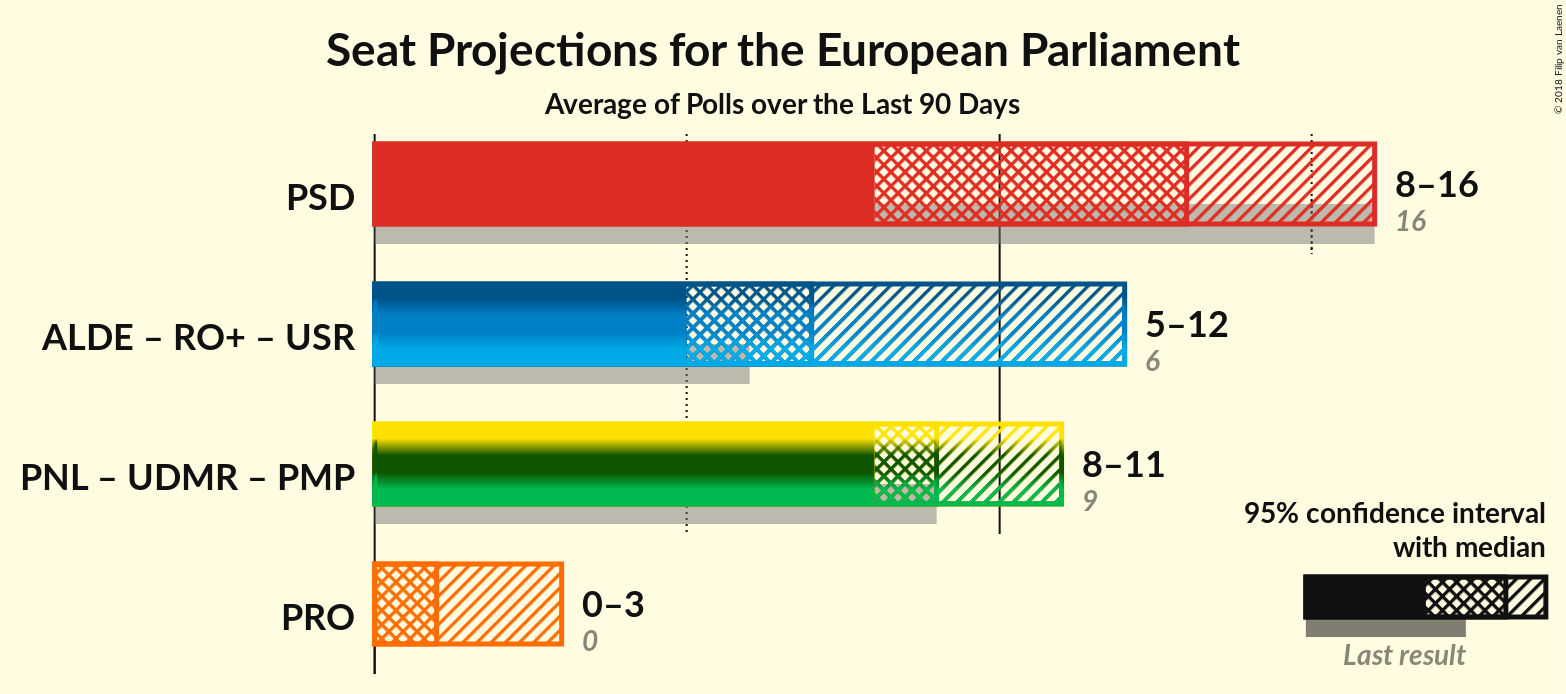 Seat Projections for the European Parliament
Average of Polls over the Last 90 Days
© 2018 Filip van Laenen
PSD
8–16
16
ALDE – RO+ – USR
5–12
6
PNL – UDMR – PMP
8–11
9
PRO
0–3
0
95% confidence interval
with median
Last result